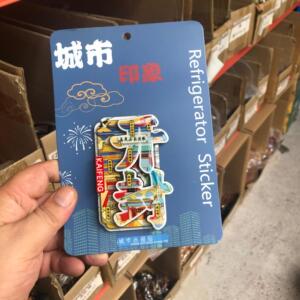 城市
印象
Refrigerator Sticker
开封
KAIFENG